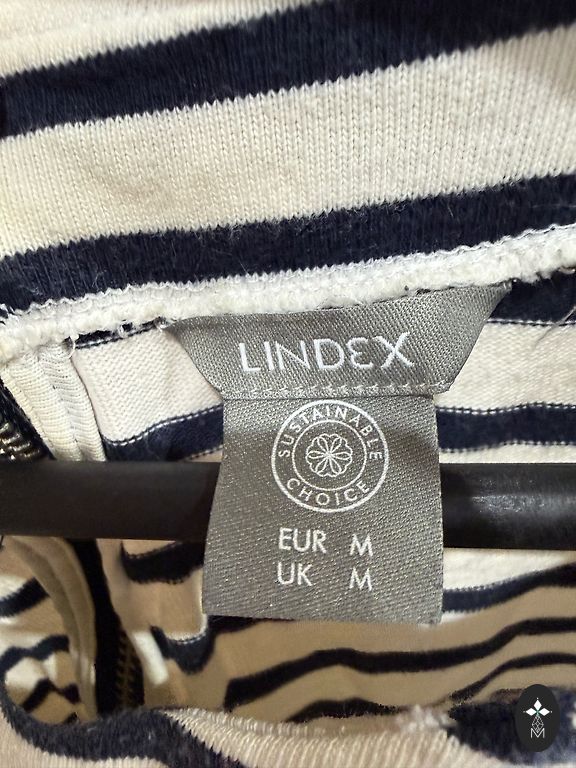 LINDEX
SUSTAINABLE
CHOICE
EUR M
UK M
M